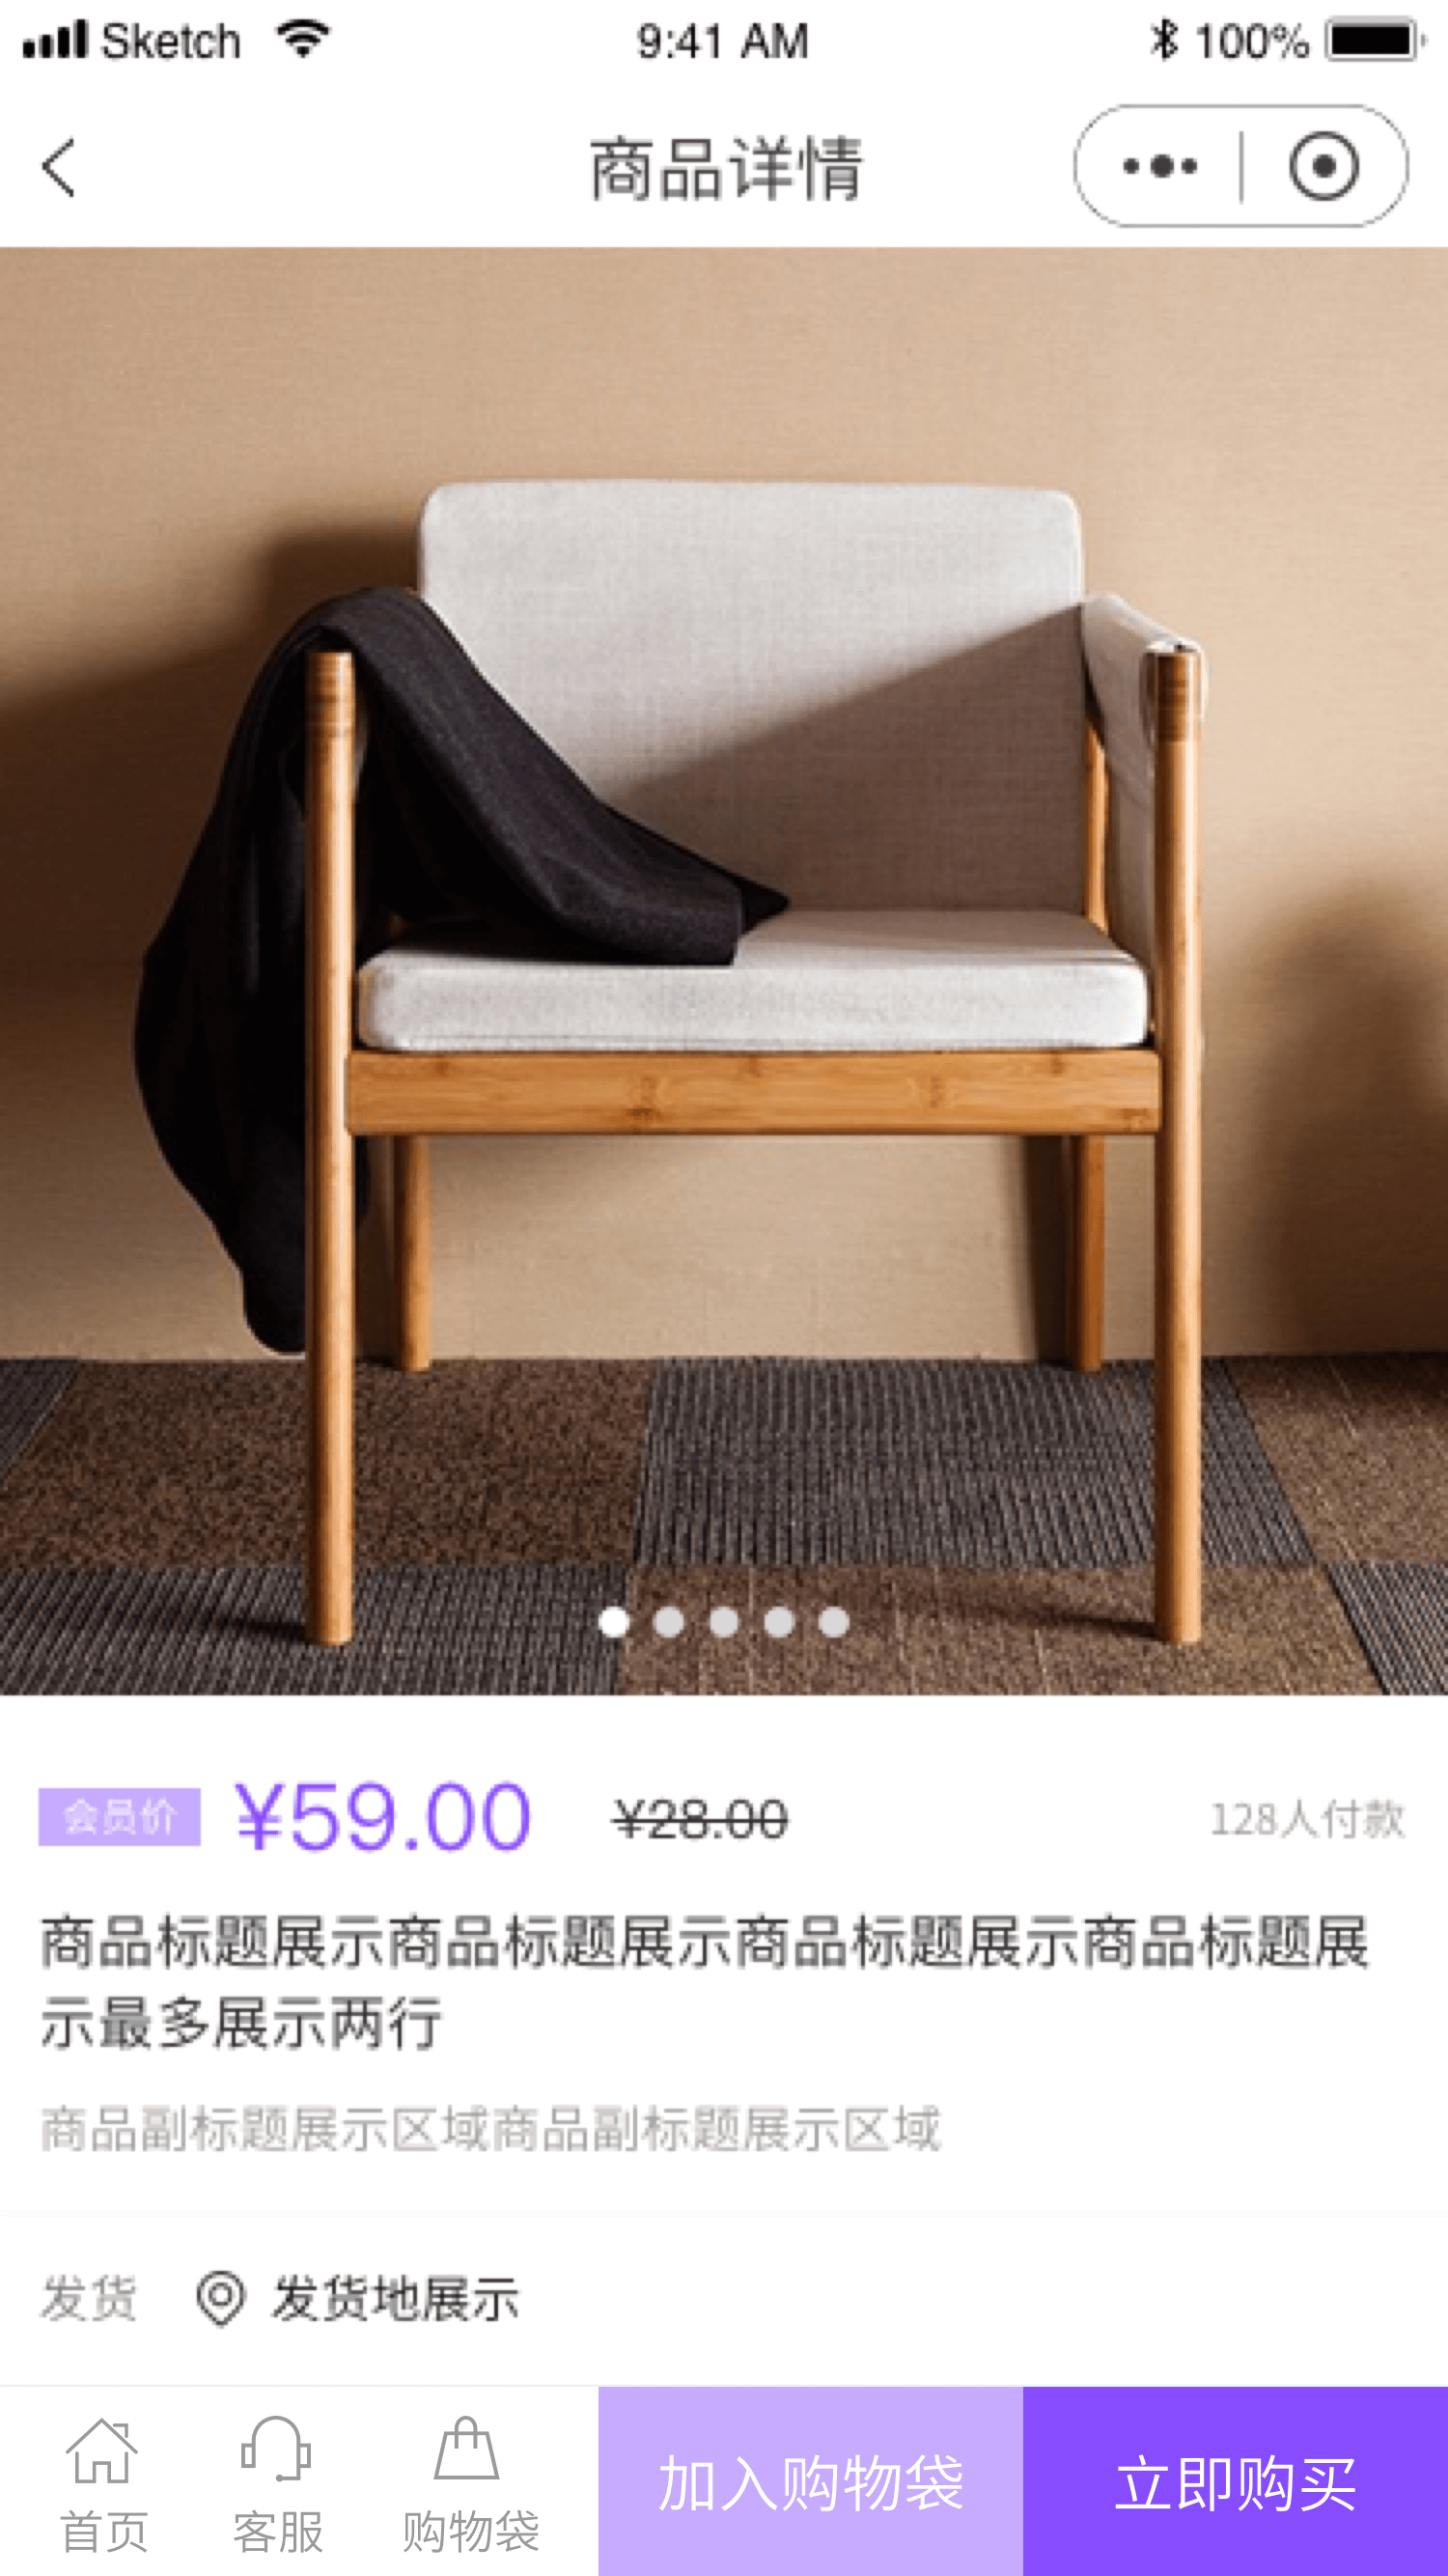 Sketch 9:41 AM 100%
商品详情
会员价 ¥59.00 ¥28.00 128人付款
商品标题展示商品标题展示商品标题展示商品标题展
示最多展示两行
商品副标题展示区域商品副标题展示区域
发货 发货地展示
首页 客服 购物袋 加入购物袋 立即购买